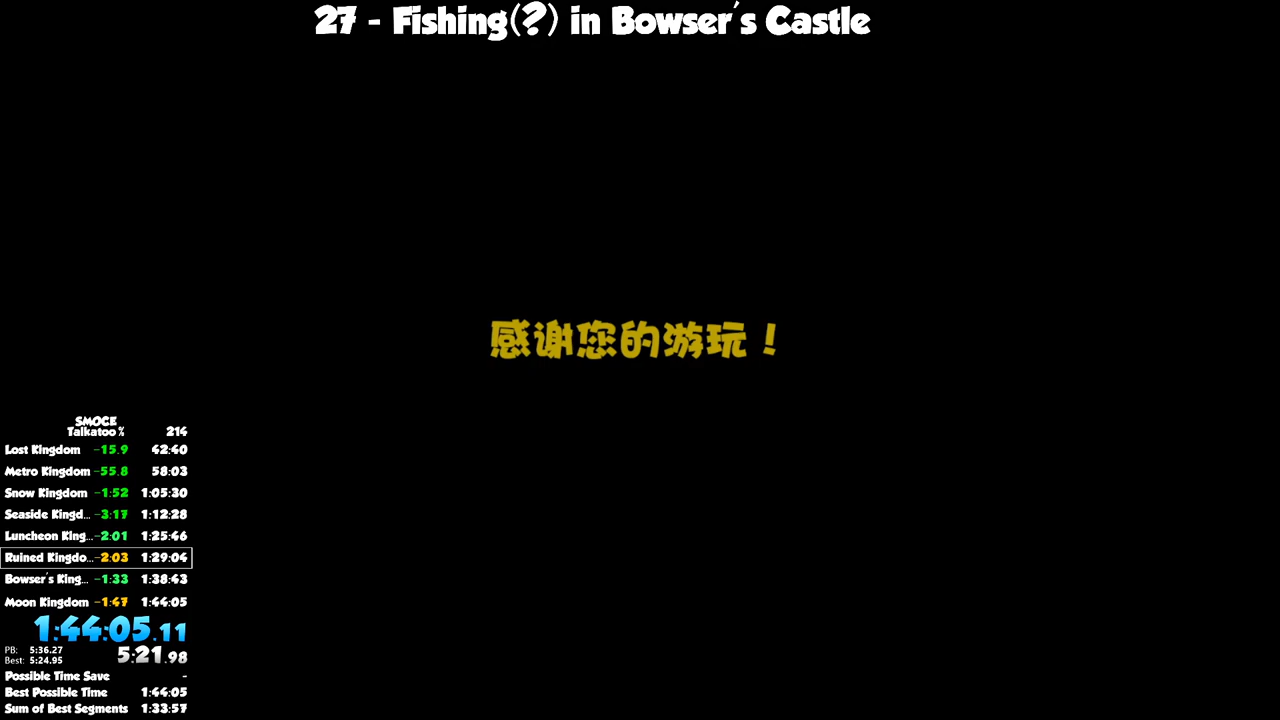 27 - Fishing(?) in Bowser's Castle
感谢您的游玩！
SMOCE
Talkatoo% 214
Lost Kingdom -15.9 42:40
Metro Kingdom -55.8 58:03
Snow Kingdom -1:52 1:05:30
Seaside Kingd... -3:17 1:12:28
Luncheon King... -2:01 1:25:46
Ruined Kingdo... -2:03 1:29:04
Bowser's King... -1:33 1:38:43
Moon Kingdom -1:47 1:44:05
1:44:05.11
PB: 5:36.27
Best: 5:24.95
5:21.98
Possible Time Save -
Best Possible Time 1:44:05
Sum of Best Segments 1:33:57